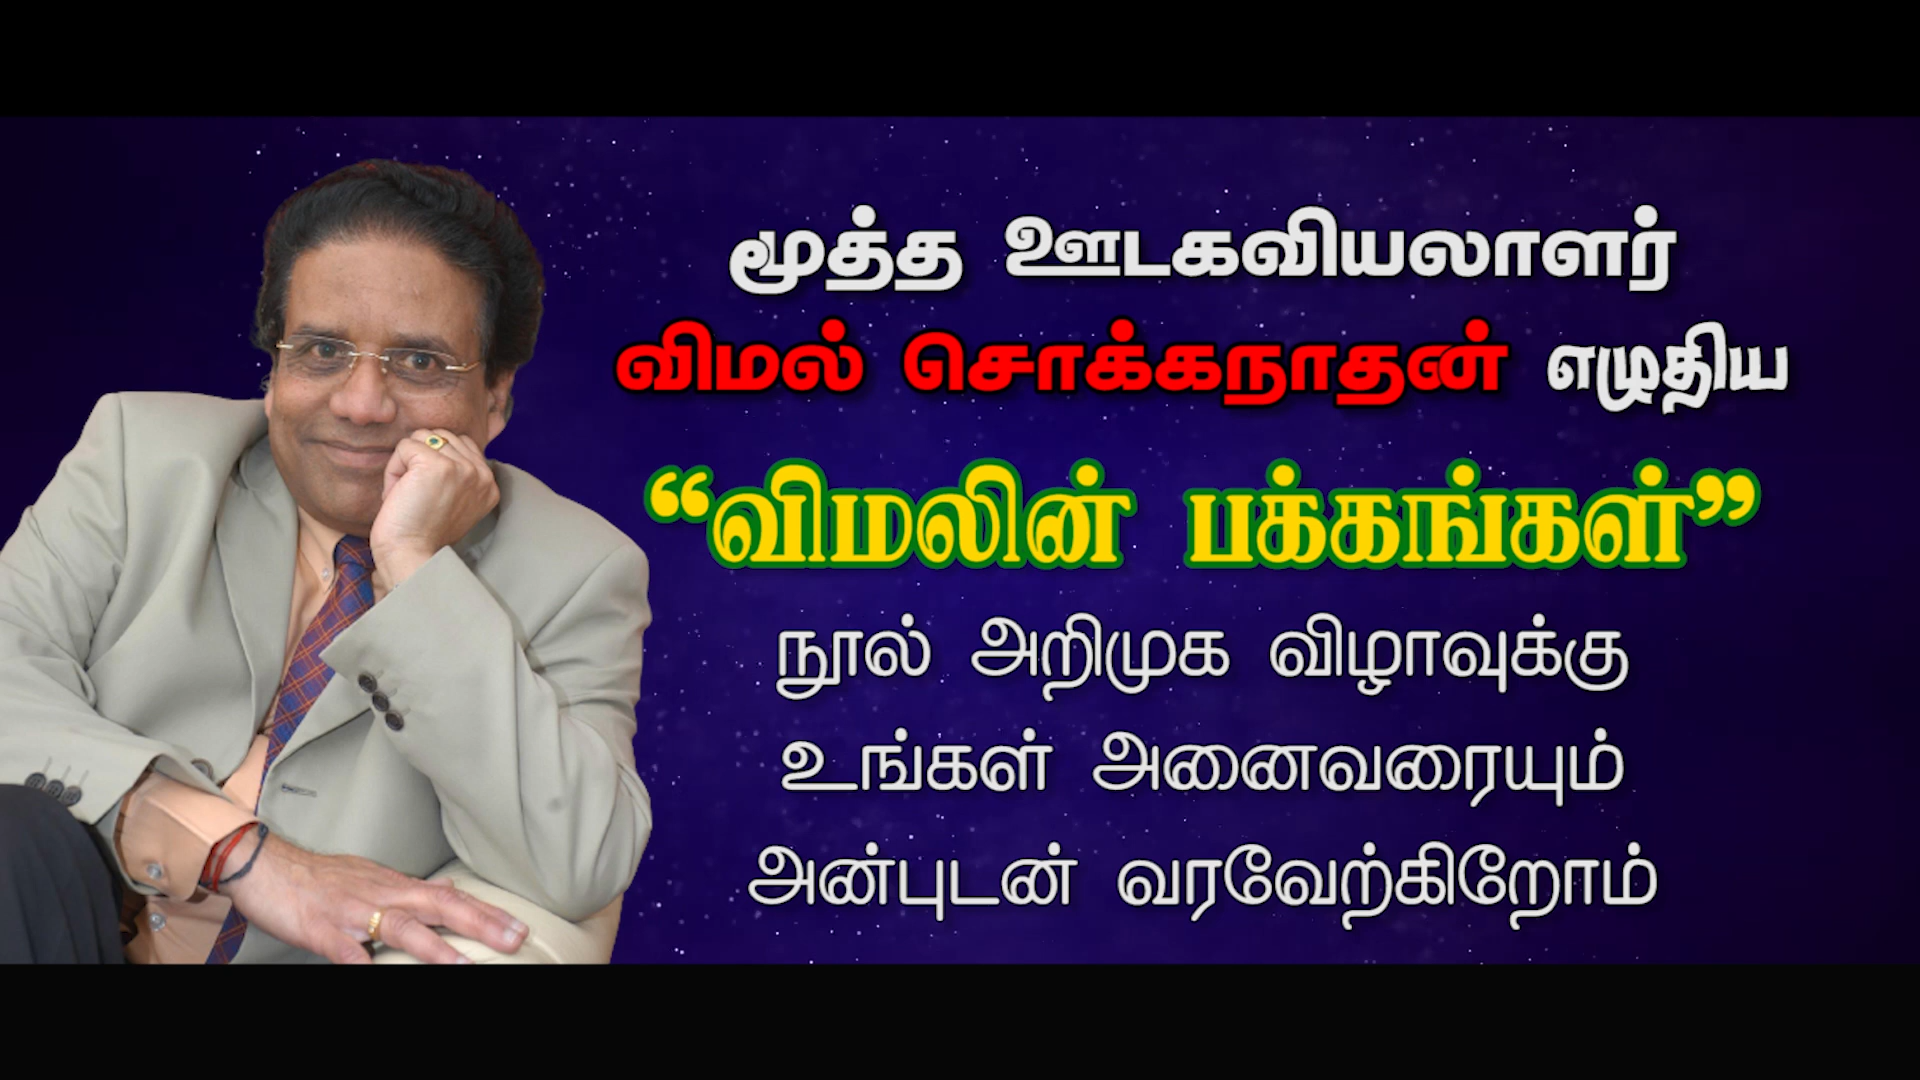 மூத்த ஊடகவியலாளர்
விமல் சொக்கநாதன் எழுதிய
“விமலின் பக்கங்கள்”
நூல் அறிமுக விழாவுக்கு
உங்கள் அனைவரையும்
அன்புடன் வரவேற்கிறோம்